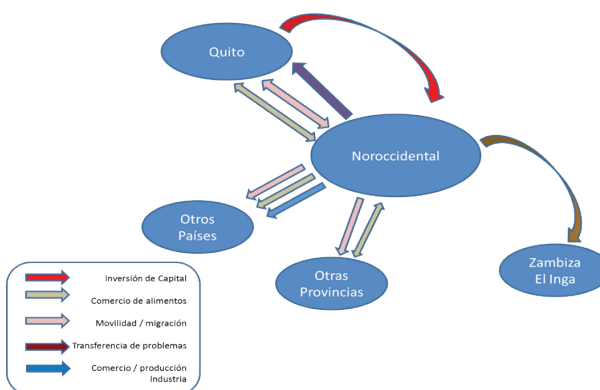 Quito
Noroccidental
Otros
Países
Otras
Provincias
Zambiza
El Inga
Inversión de Capital
Comercio de alimentos
Movilidad / migración
Transferencia de problemas
Comercio / producción
Industria